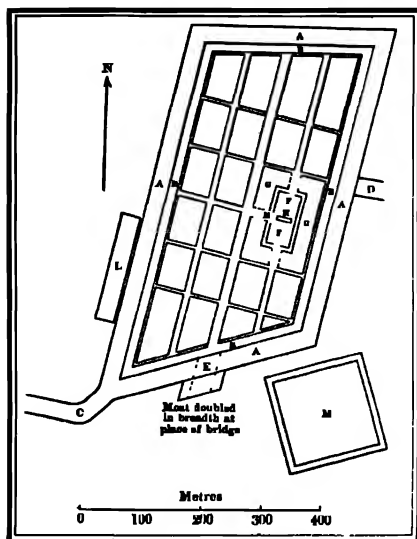 A
B
N
A
B
G
F
B
A
D
H
K
G
F
L
B
A
E
C
M
Moat doubled
in breadth at
place of bridge
Metres
0 100 200 300 400